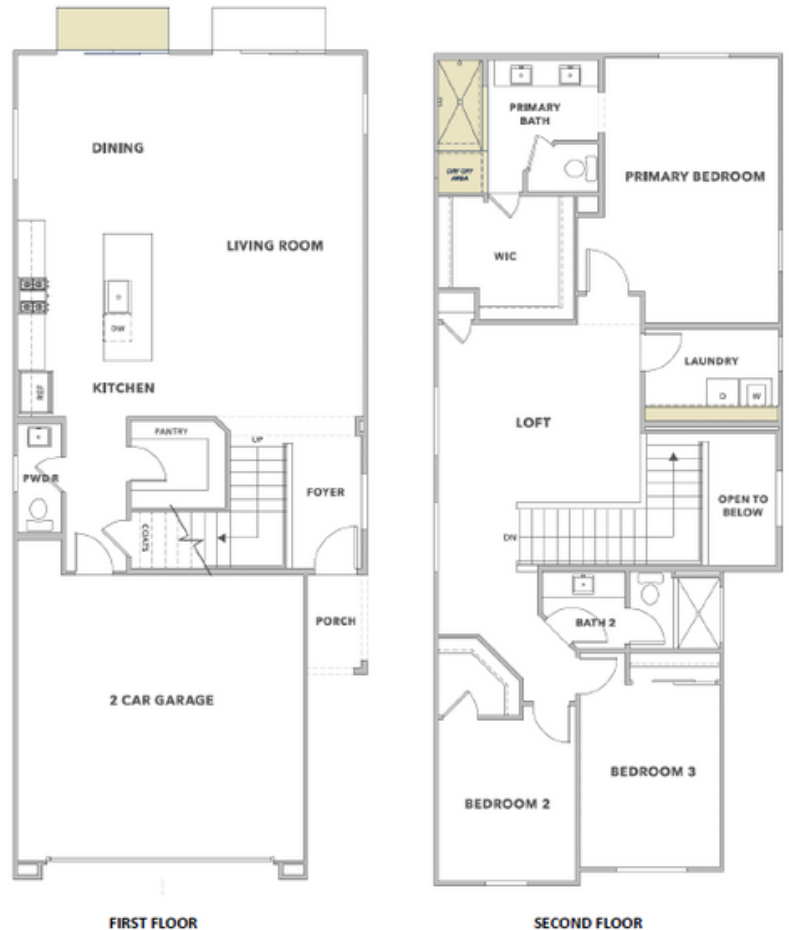 DINING
LIVING ROOM
DW
REF
KITCHEN
PANTRY
UP
PWDR
FOYER
COATS
PORCH
2 CAR GARAGE
FIRST FLOOR
PRIMARY
BATH
DRY OFF
AREA
PRIMARY BEDROOM
WIC
LAUNDRY
D
W
LOFT
OPEN TO
BELOW
DN
BATH 2
BEDROOM 3
BEDROOM 2
SECOND FLOOR